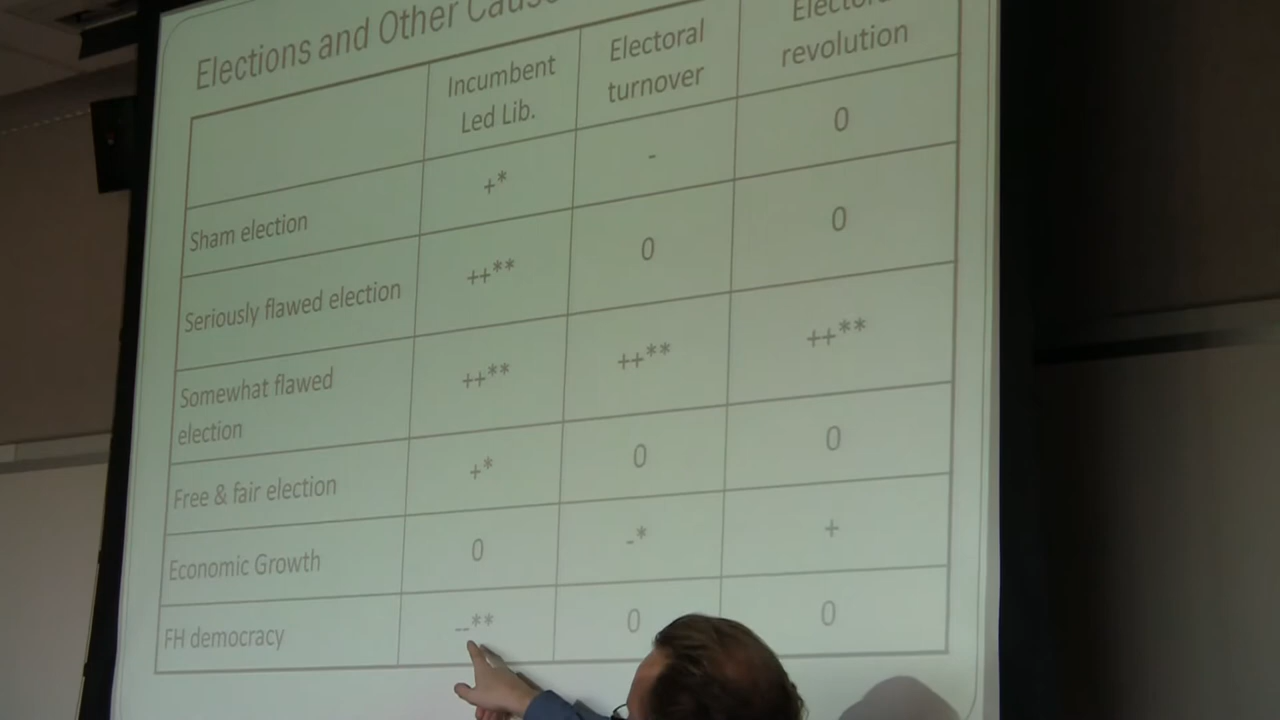 Elections and Other
Incumbent
Led Lib.
Electoral
turnover
revolution
Sham election
+*
-
0
Seriously flawed election
++**
0
0
Somewhat flawed
election
++**
++**
++**
Free & fair election
+*
0
0
Economic Growth
0
-*
+
FH democracy
--**
0
0